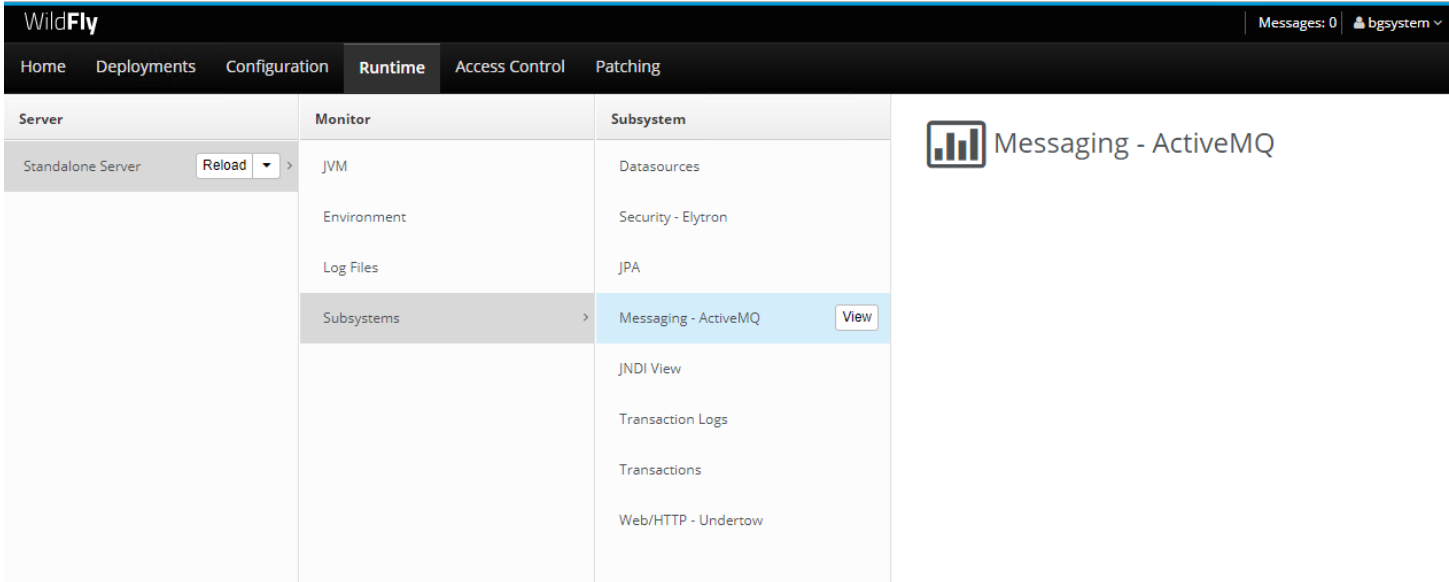 WildFly
Messages: 0 bgsystem
Home Deployments Configuration Runtime Access Control Patching
Server
Standalone Server Reload
Monitor
JVM
Environment
Log Files
Subsystems
Subsystem
Datasources
Security - Elytron
JPA
Messaging - ActiveMQ View
JNDI View
Transaction Logs
Transactions
Web/HTTP - Undertow
Messaging - ActiveMQ